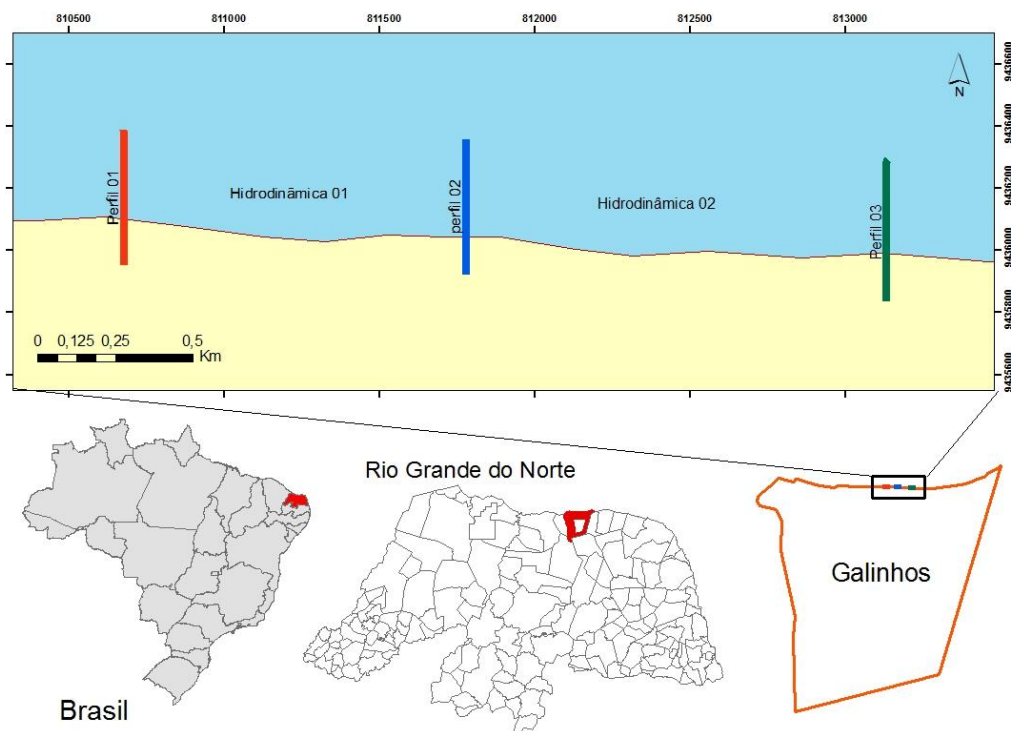 810500 811000 811500 812000 812500 813000
9436600
9436400
9436200
9436000
9435800
9435600
N
Perfil 01
Hidrodinãmica 01
perfil 02
Hidrodinâmica 02
Perfil 03
0 0,125 0,25 0,5
Km
Rio Grande do Norte
Galinhos
Brasil